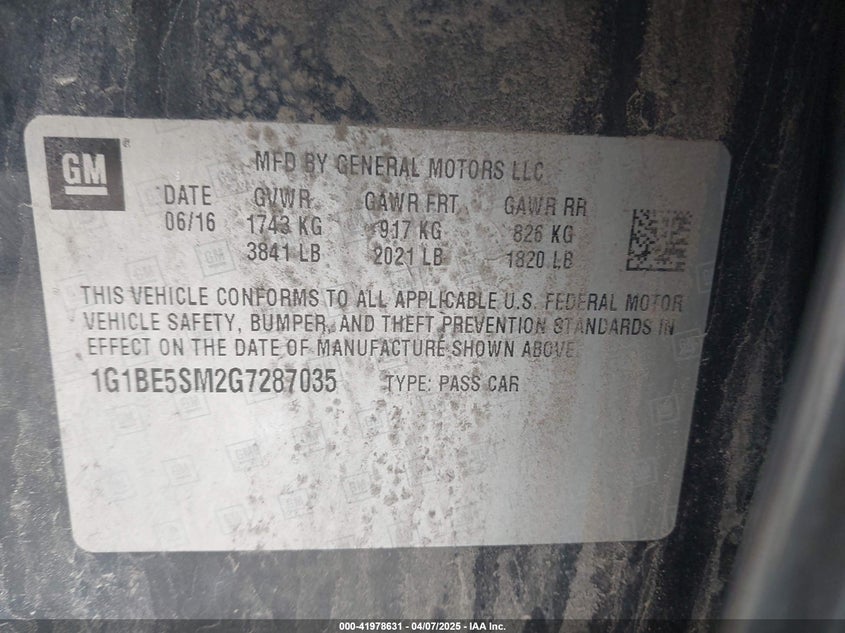 GM
MFD BY GENERAL MOTORS LLC
DATE GVWR GAWR FRT GAWR RR
06/16 1743 KG 917 KG 826 KG
3841 LB 2021 LB 1820 LB
THIS VEHICLE CONFORMS TO ALL APPLICABLE U.S. FEDERAL MOTOR
VEHICLE SAFETY, BUMPER, AND THEFT PREVENTION STANDARDS IN
EFFECT ON THE DATE OF MANUFACTURE SHOWN ABOVE.
1G1BE5SM2G7287035 TYPE: PASS CAR
000-41978631 - 04/07/2025 - IAA Inc.